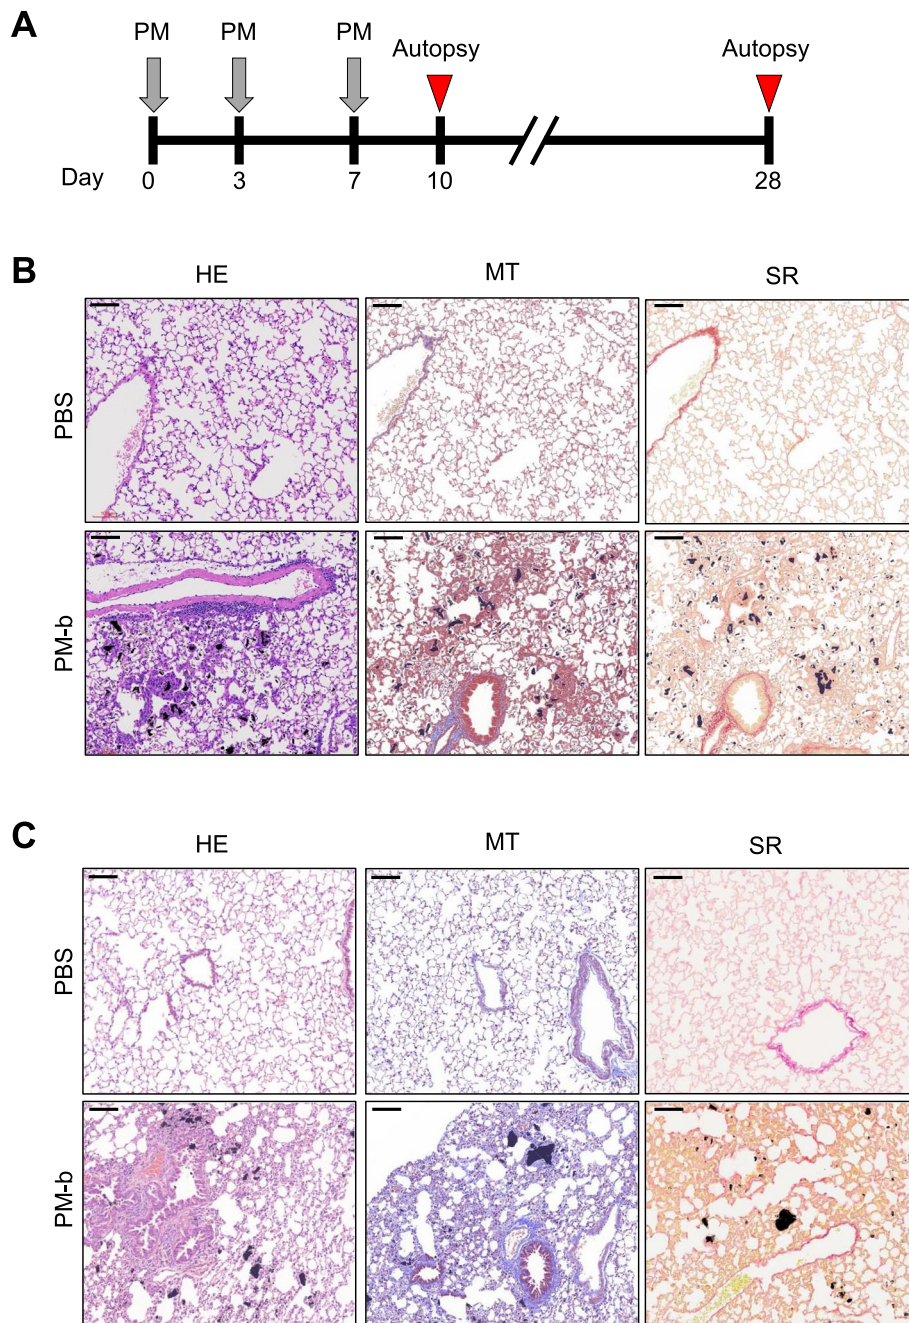 A
PM PM PM Autopsy Autopsy
Day 0 3 7 10 28
B
HE MT SR
PBS
PM-b
C
HE MT SR
PBS
PM-b